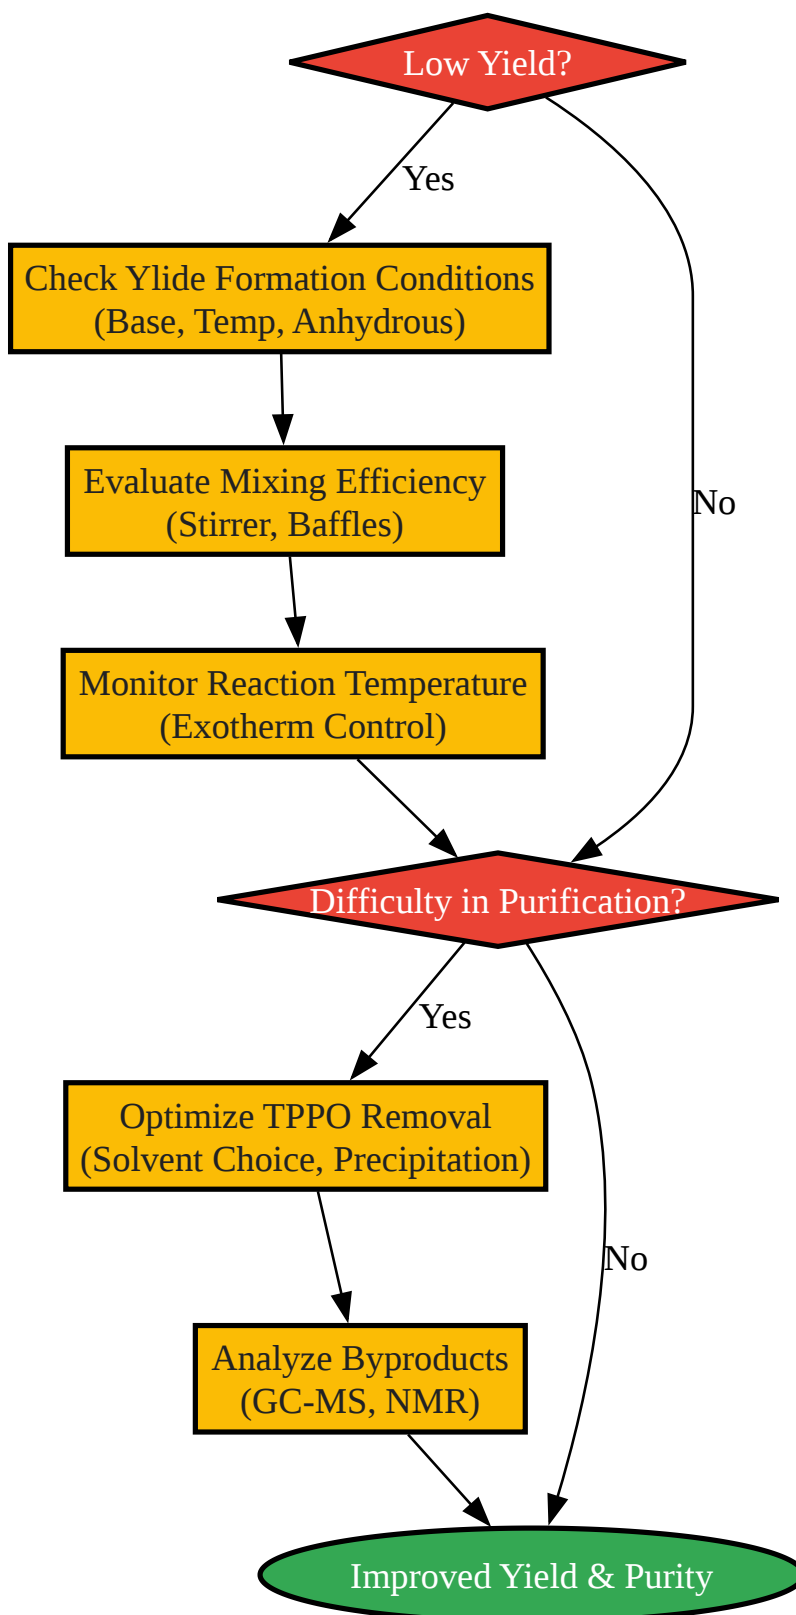 Low Yield?
Yes
Check Ylide Formation Conditions
(Base, Temp, Anhydrous)
Evaluate Mixing Efficiency
(Stirrer, Baffles)
No
Monitor Reaction Temperature
(Exotherm Control)
Difficulty in Purification?
Yes
Optimize TPPO Removal
(Solvent Choice, Precipitation)
No
Analyze Byproducts
(GC-MS, NMR)
Improved Yield & Purity